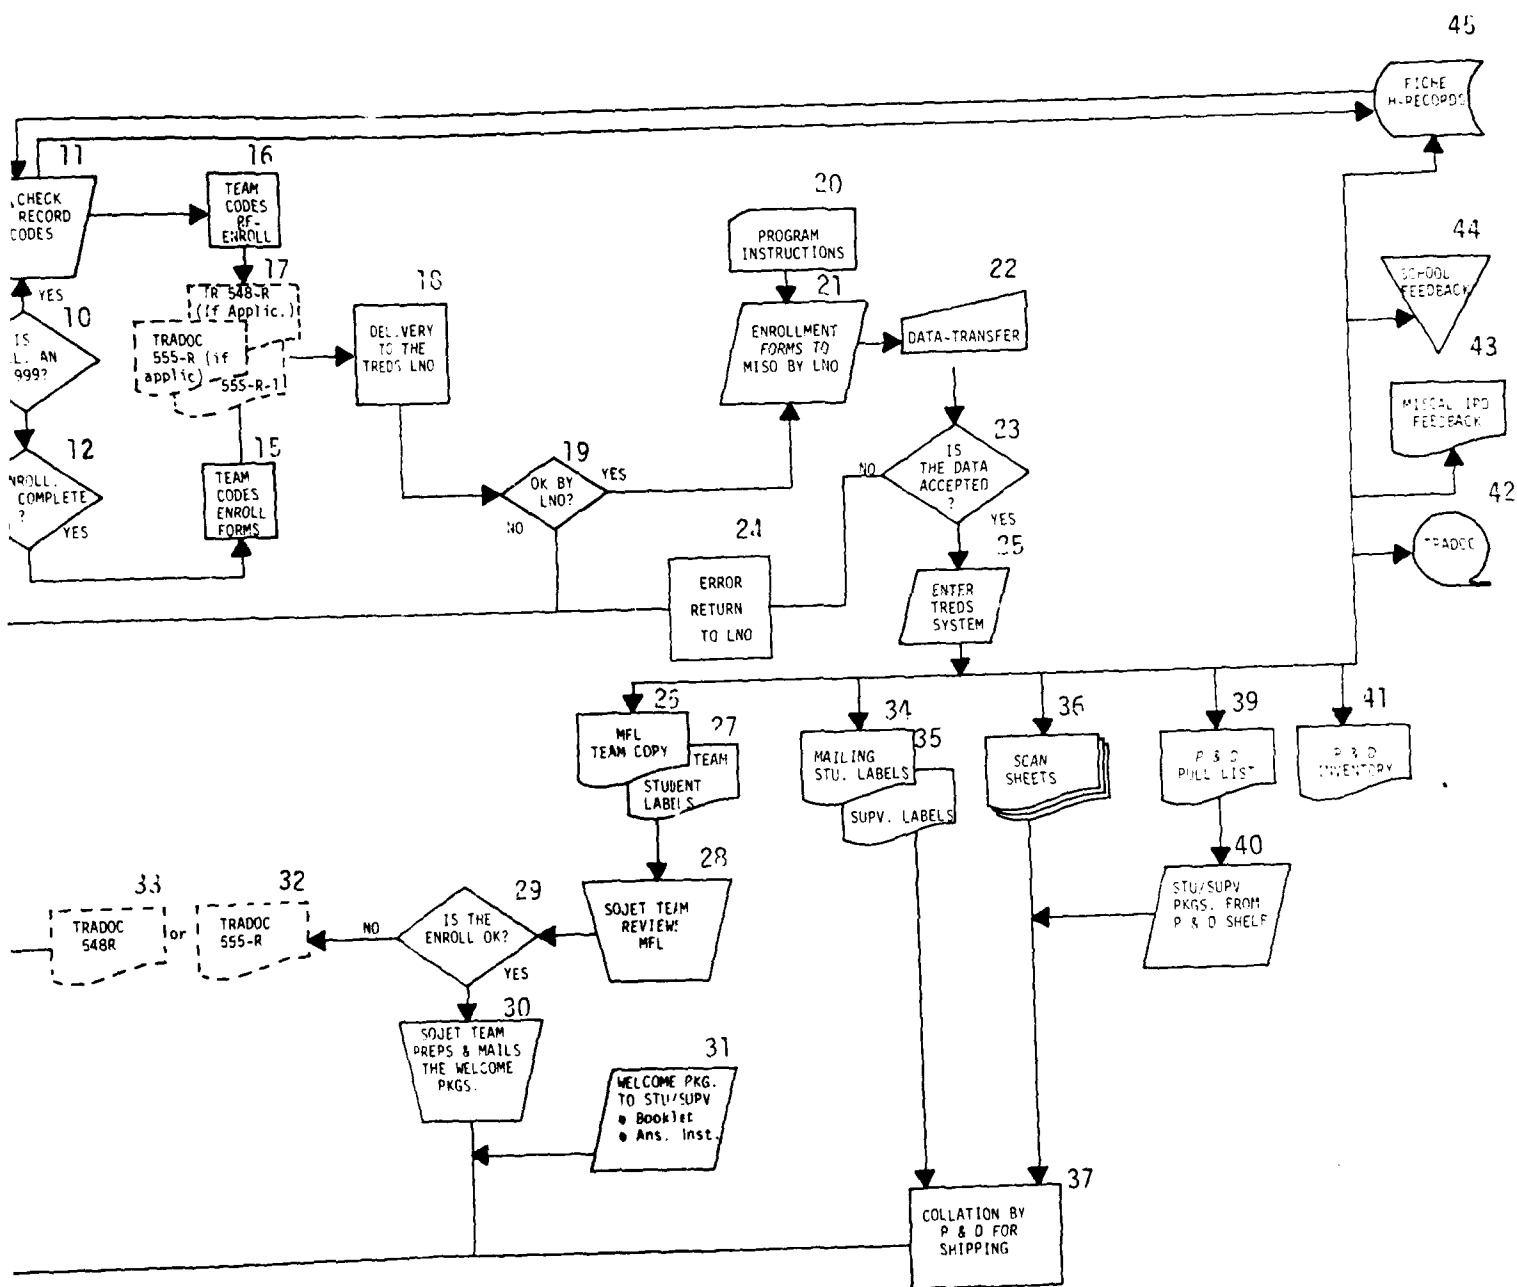 45
FICHE
H-RECORDS
11
CHECK
RECORD
CODES
YES
10
IS
L. AN
999?
12
NROLL.
COMPLETE
?
YES
16
TEAM
CODES
RE-
ENROLL
17
TR 548-R
(If Applic.)
TRADOC
555-R (if
applic)
555-R-1
15
TEAM
CODES
ENROLL
FORMS
18
DELIVERY
TO THE
TREDS LNO
19
OK BY
LNO?
YES
NO
20
PROGRAM
INSTRUCTIONS
21
ENROLLMENT
FORMS TO
MISO BY LNO
22
DATA-TRANSFER
23
IS
THE DATA
ACCEPTED
?
NO
YES
24
ERROR
RETURN
TO LNO
25
ENTER
TREDS
SYSTEM
44
SCHOOL
FEEDBACK
43
FEEDBACK
42
TRADOC
26
MFL
TEAM COPY
27
TEAM
STUDENT
LABELS
34
MAILING
STU. LABELS
35
SUPV. LABELS
36
SCAN
SHEETS
39
P & D
PULL LIST
41
P & D
INVENTORY
40
STU/SUPV
PKGS. FROM
P & D SHELF
28
SOJET TEAM
REVIEWS
MFL
29
IS THE
ENROLL OK?
NO
YES
32
TRADOC
555-R
or
33
TRADOC
548R
30
SOJET TEAM
PREPS & MAILS
THE WELCOME
PKGS.
31
WELCOME PKG.
TO STU/SUPV
• Booklet
• Ans. Inst.
37
COLLATION BY
P & D FOR
SHIPPING